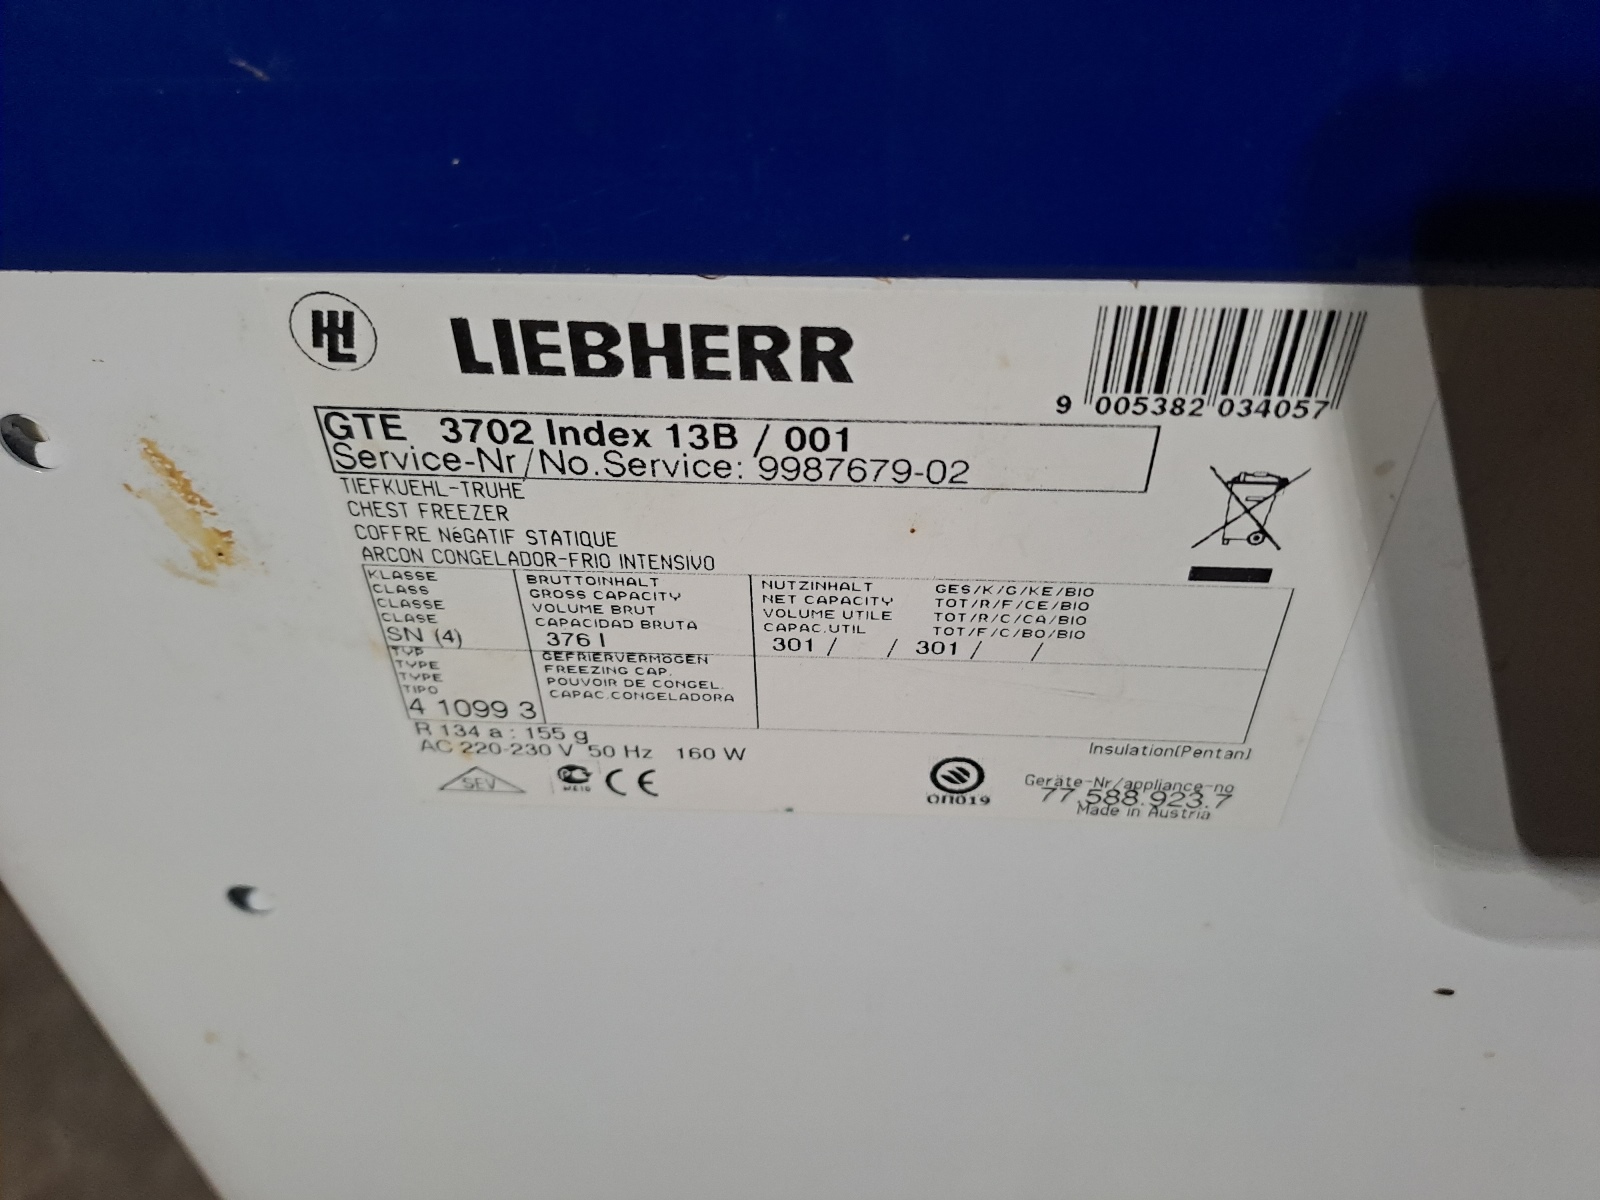 HL
LIEBHERR
9 005382 034057
GTE 3702 Index 13B / 001
Service-Nr/No.Service: 9987679-02
TIEFKUEHL-TRUHE
CHEST FREEZER
COFFRE NéGATIF STATIQUE
ARCON CONGELADOR-FRIO INTENSIVO
KLASSE
CLASS
CLASSE
CLASE
SN (4)
BRUTTOINHALT
GROSS CAPACITY
VOLUME BRUT
CAPACIDAD BRUTA
376 l
NUTZINHALT GES/K/G/KE/BIO
NET CAPACITY TOT/R/F/CE/BIO
VOLUME UTILE TOT/R/C/CA/BIO
CAPAC.UTIL TOT/F/C/BO/BIO
301 / / 301 / /
TYP
TYPE
TYPE
TIPO
4 1099 3
GEFRIERVERMOGEN
FREEZING CAP.
POUVOIR DE CONGEL.
CAPAC.CONGELADORA
R 134 a : 155 g
AC 220-230 V 50 Hz 160 W
Insulation(Pentan)
SEV
CE
ОП019
Geräte-Nr/appliance-no
77.588.923.7
Made in Austria